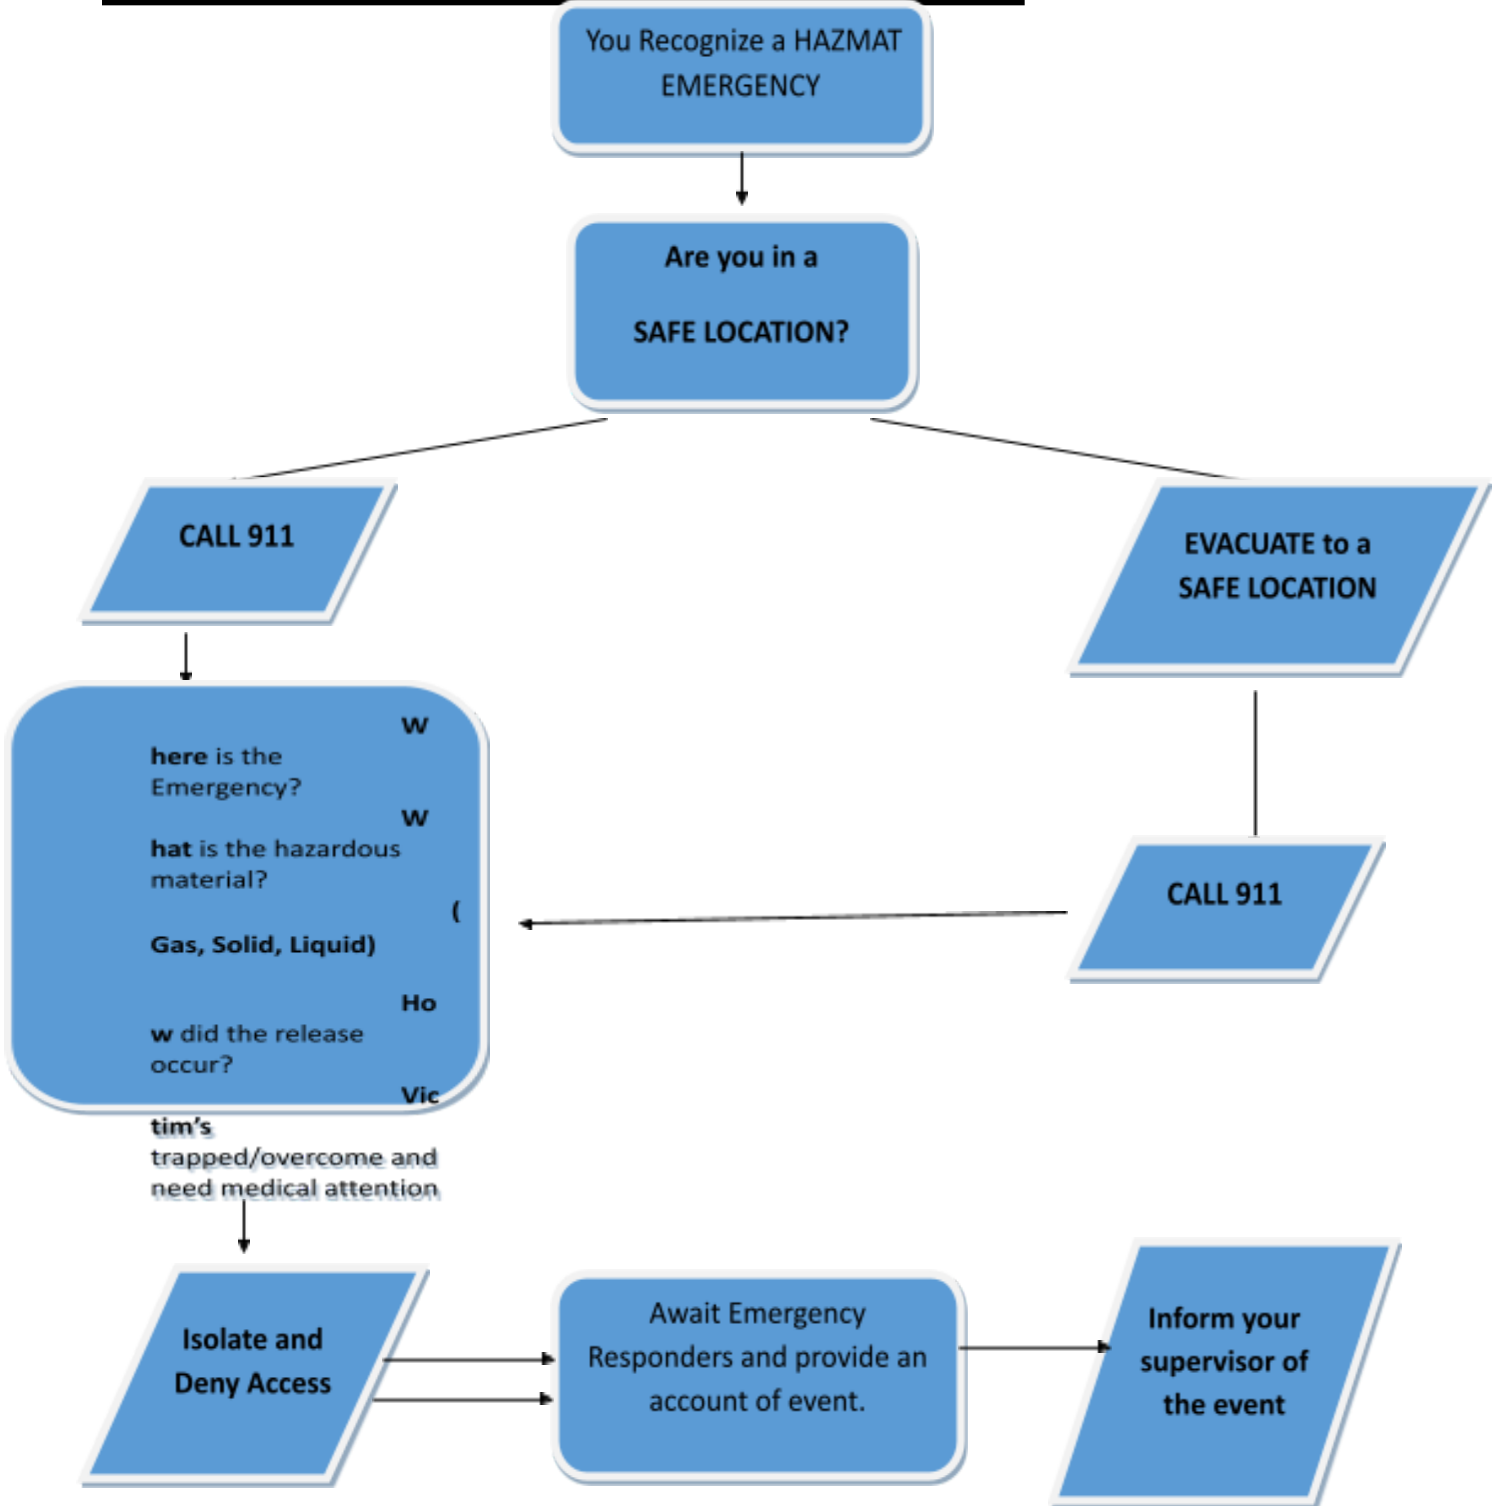 You Recognize a HAZMAT
EMERGENCY
Are you in a
SAFE LOCATION?
CALL 911
EVACUATE to a
SAFE LOCATION
W
here is the
Emergency?
W
hat is the hazardous
material?
(
Gas, Solid, Liquid)
Ho
w did the release
occur?
Vic
tim’s
trapped/overcome and
need medical attention
CALL 911
Isolate and
Deny Access
Await Emergency
Responders and provide an
account of event.
Inform your
supervisor of
the event